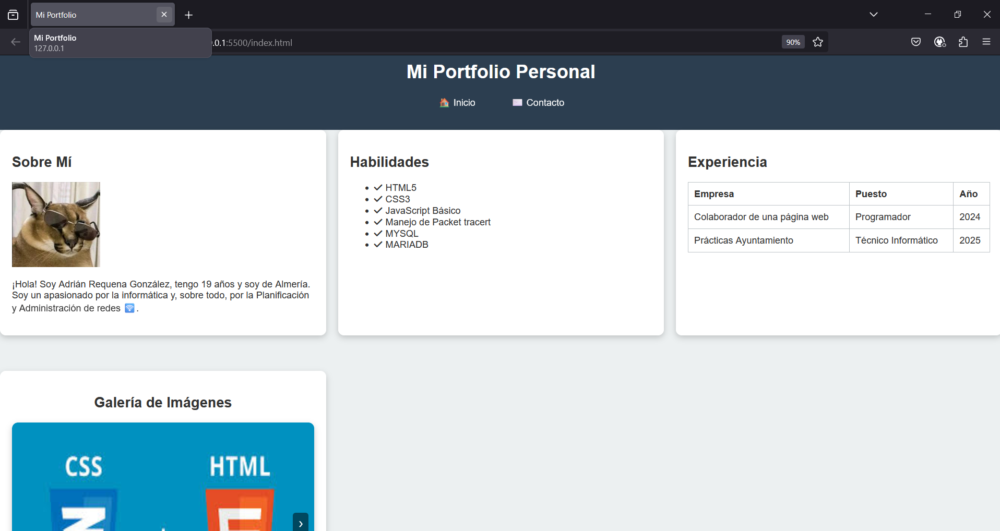 Mi Portfolio
Mi Portfolio
127.0.0.1
.0.1:5500/index.html
90%
Mi Portfolio Personal
Inicio
Contacto
Sobre Mí
¡Hola! Soy Adrián Requena González, tengo 19 años y soy de Almería.
Soy un apasionado por la informática y, sobre todo, por la Planificación
y Administración de redes 🛜.
Habilidades
✓ HTML5
✓ CSS3
✓ JavaScript Básico
✓ Manejo de Packet tracert
✓ MYSQL
✓ MARIADB
Experiencia
Empresa Puesto Año
Colaborador de una página web Programador 2024
Prácticas Ayuntamiento Técnico Informático 2025
Galería de Imágenes
CSS HTML